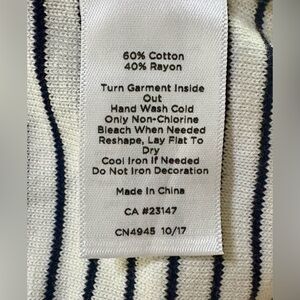 60% Cotton
40% Rayon
Turn Garment Inside
Out
Hand Wash Cold
Only Non-Chlorine
Bleach When Needed
Reshape, Lay Flat To
Dry
Cool Iron If Needed
Do Not Iron Decoration
Made In China
CA #23147
CN4945 10/17